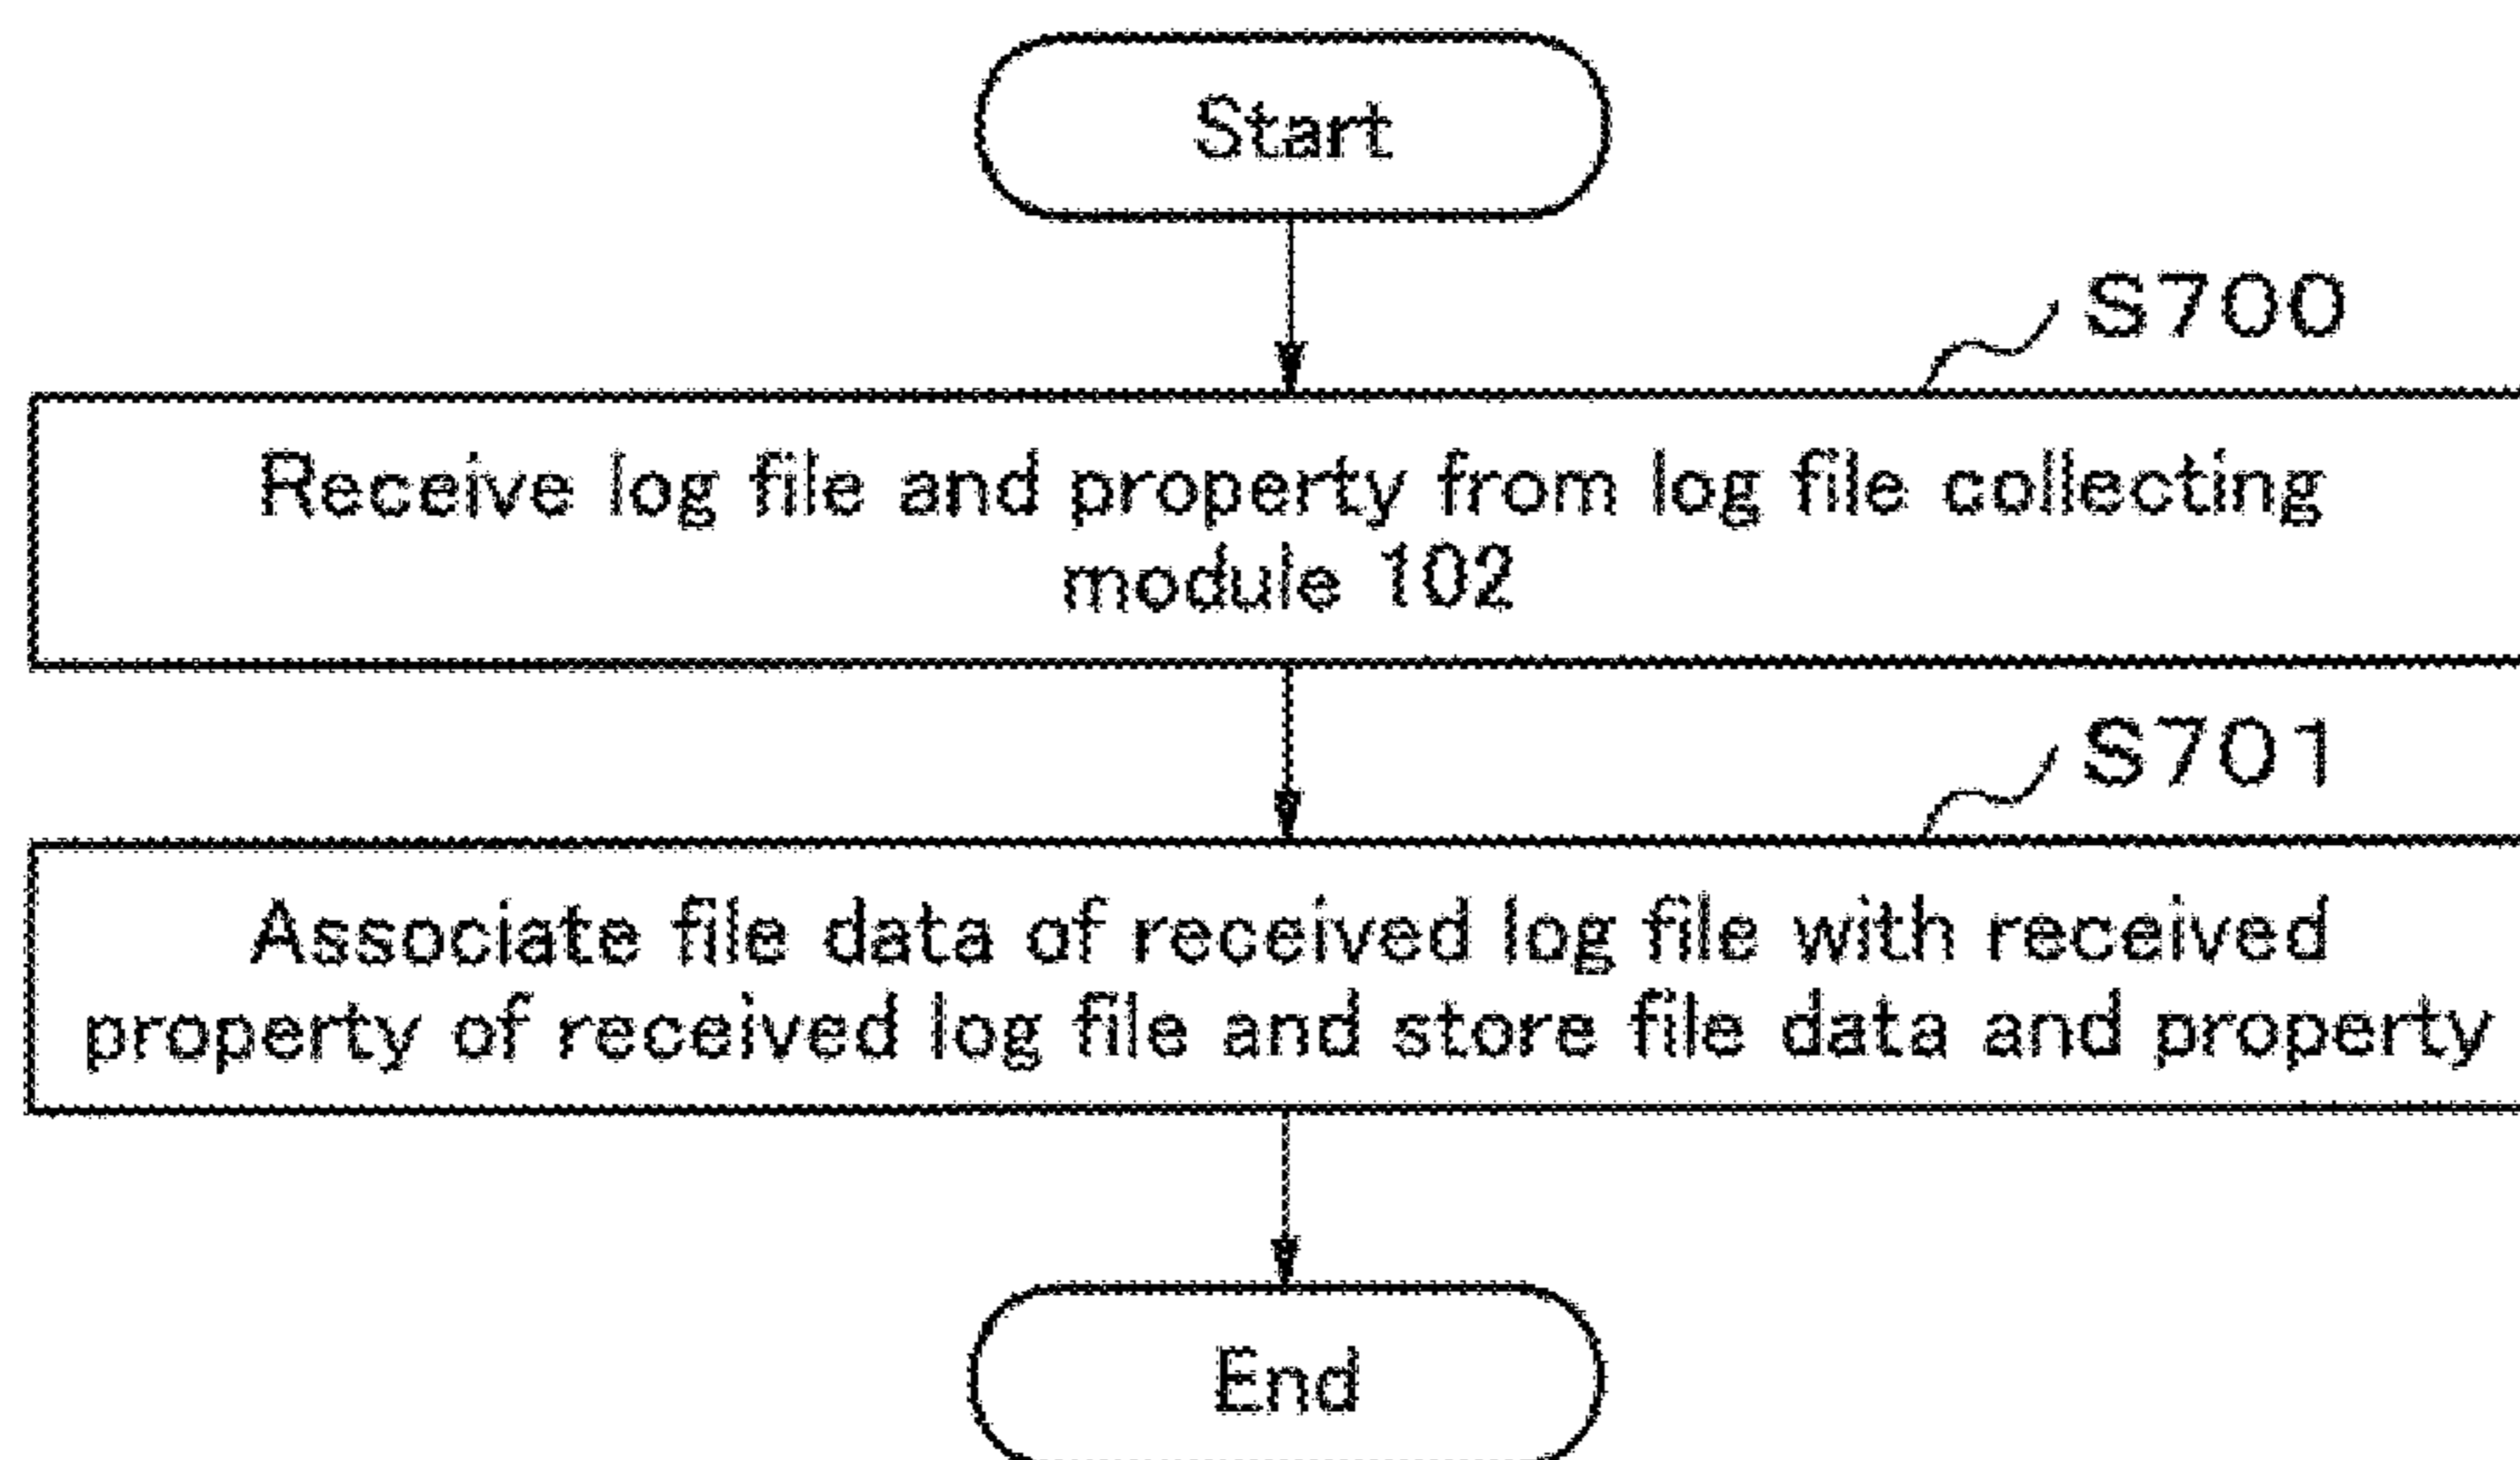 Start
S700
Receive log file and property from log file collecting
module 102
S701
Associate file data of received log file with received
property of received log file and store file data and property
End